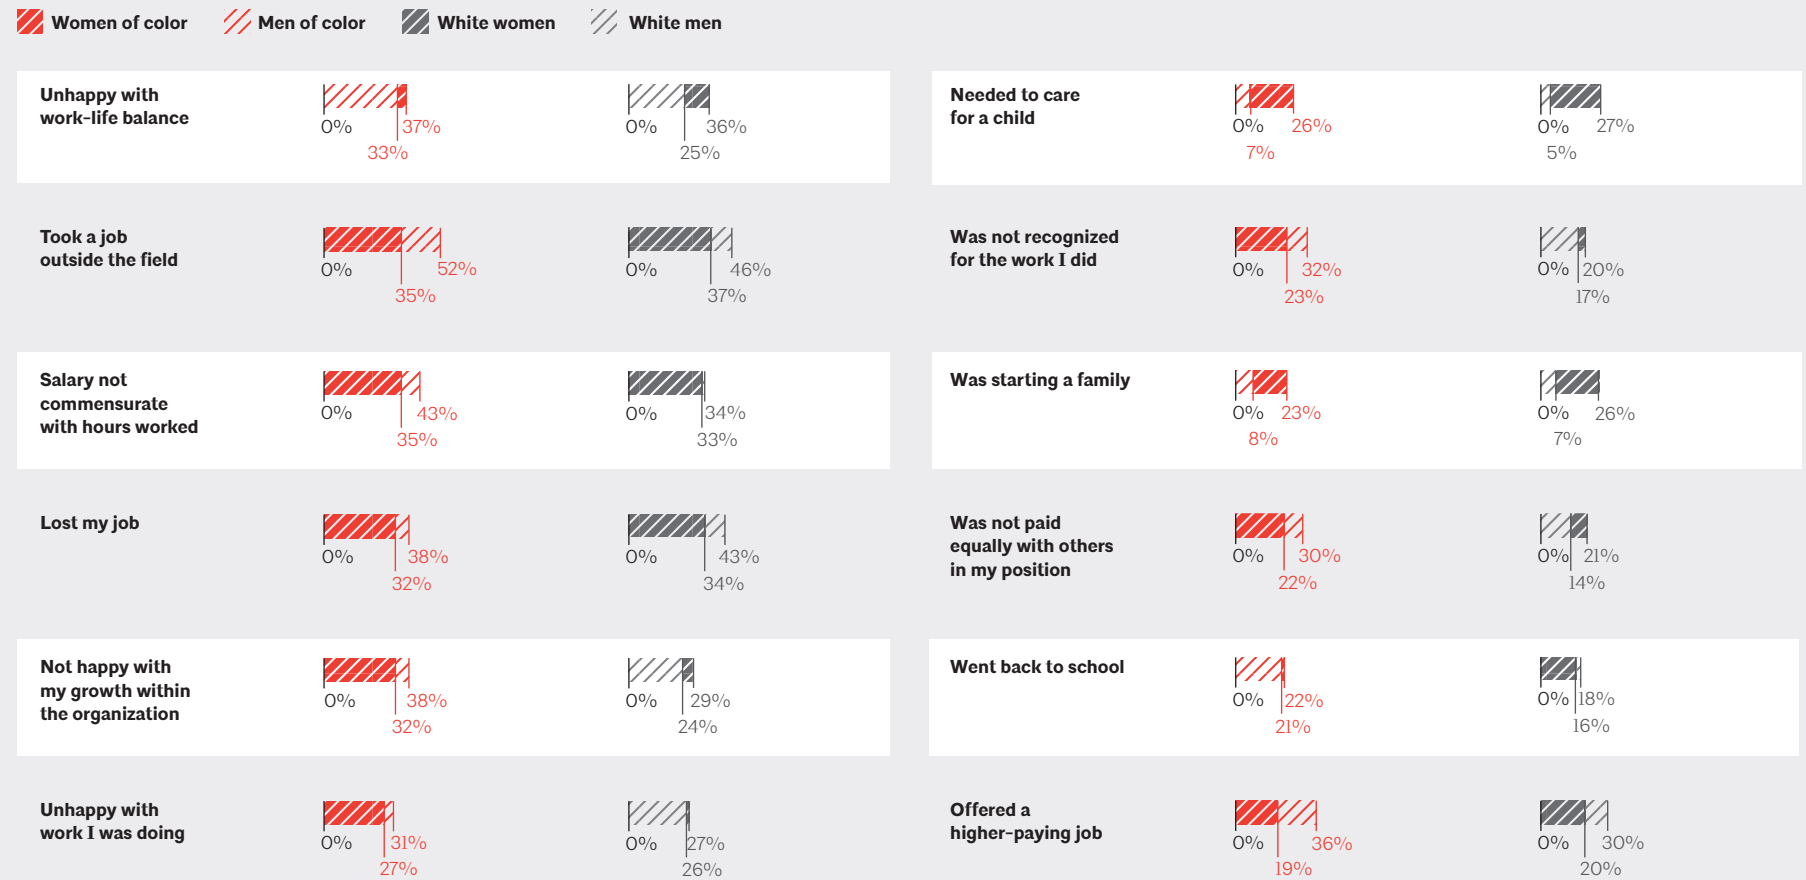 Women of color Men of color White women White men
Unhappy with
work-life balance
0% 37%
33%
0% 36%
25%
Took a job
outside the field
0% 52%
35%
0% 46%
37%
Salary not
commensurate
with hours worked
0% 43%
35%
0% 34%
33%
Lost my job
0% 38%
32%
0% 43%
34%
Not happy with
my growth within
the organization
0% 38%
32%
0% 29%
24%
Unhappy with
work I was doing
0% 31%
27%
0% 27%
26%
Needed to care
for a child
0% 26%
7%
0% 27%
5%
Was not recognized
for the work I did
0% 32%
23%
0% 20%
17%
Was starting a family
0% 23%
8%
0% 26%
7%
Was not paid
equally with others
in my position
0% 30%
22%
0% 21%
14%
Went back to school
0% 22%
21%
0% 18%
16%
Offered a
higher-paying job
0% 36%
19%
0% 30%
20%